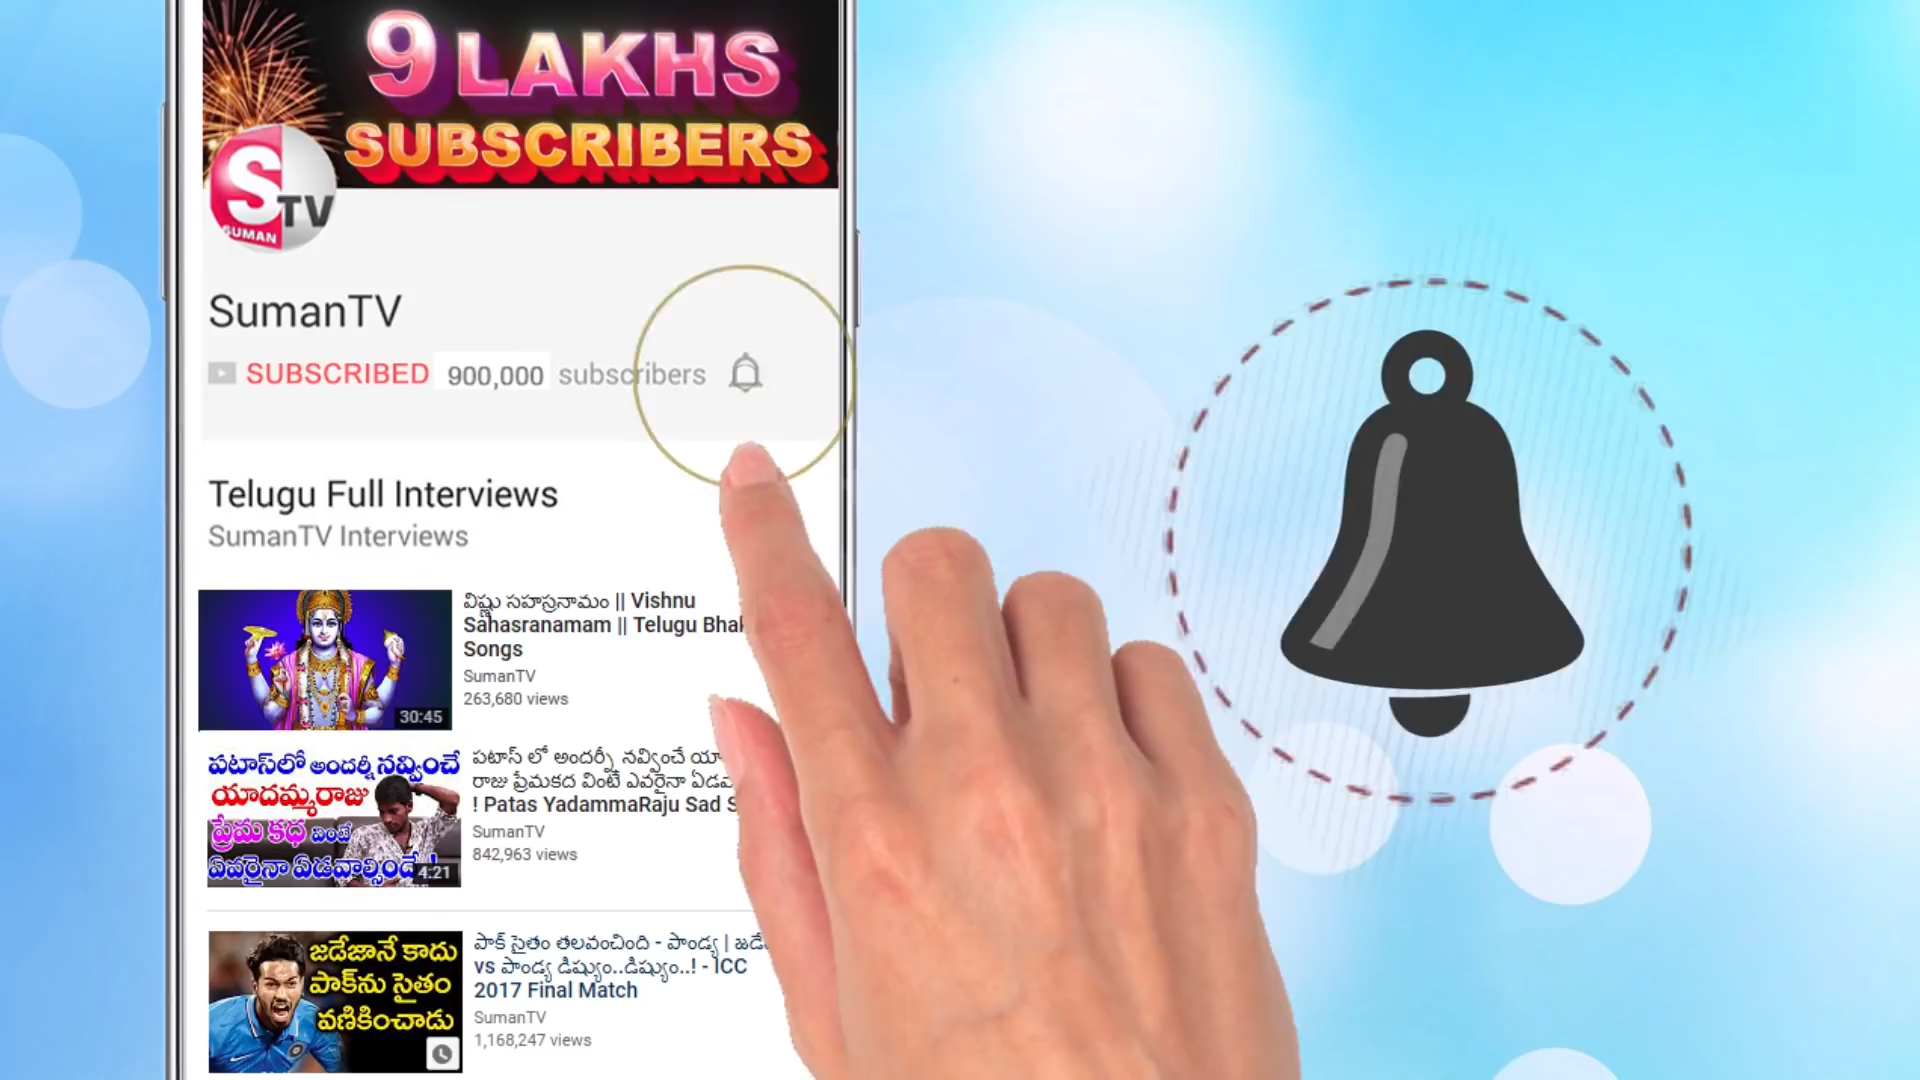 9 LAKHS
SUBSCRIBERS
S TV
SUMAN
SumanTV
SUBSCRIBED 900,000 subscribers
Telugu Full Interviews
SumanTV Interviews
విష్ణు సహస్రనామం || Vishnu
Sahasranamam || Telugu
Songs
SumanTV
263,680 views
30:45
పటాస్‌లో అందర్నీ నవ్వించే
యాదమ్మరాజు
ప్రేమ కథ వింటే
ఏవరైనా ఏడవాల్సిందే.!
4:21
పటాస్ లో అందర్నీ నవ్వించే
రాజు ప్రేమకద వింటే ఎవరైనా
! Patas YadammaRaju Sad
SumanTV
842,963 views
జడేజానే కాదు
పాక్‌ను సైతం
వణికించాడు
పాక్ సైతం తలవంచింది - పాండ్య |
vs పాండ్య డిష్యుం..డిష్యుం..! - ICC
2017 Final Match
SumanTV
1,168,247 views